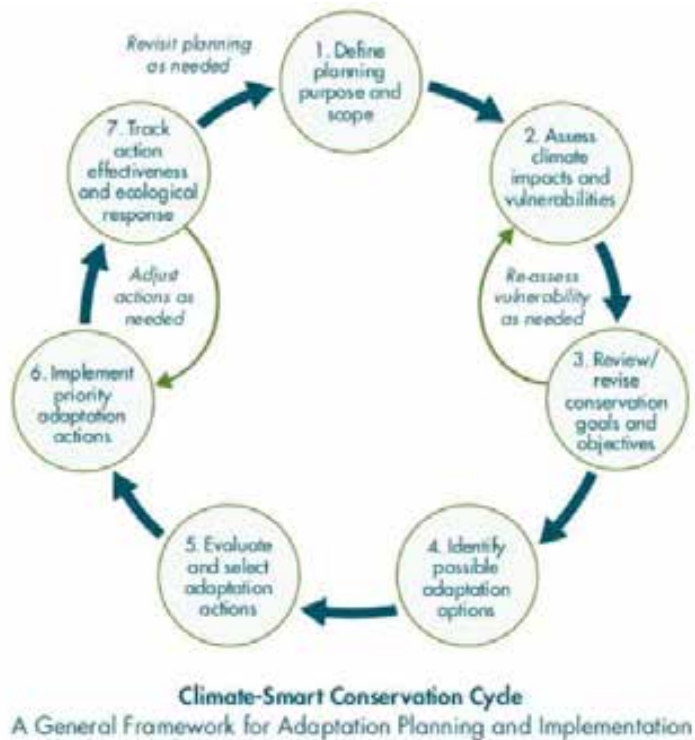 Revisit planning
as needed
1. Define
planning
purpose and
scope
2. Assess
climate
impacts and
vulnerabilities
Re-assess
vulnerability
as needed
3. Review/
revise
conservation
goals and
objectives
4. Identify
possible
adaptation
options
5. Evaluate
and select
adaptation
actions
6. Implement
priority
adaptation
actions
7. Track
action
effectiveness
and ecological
response
Adjust
actions as
needed
Climate-Smart Conservation Cycle
A General Framework for Adaptation Planning and Implementation